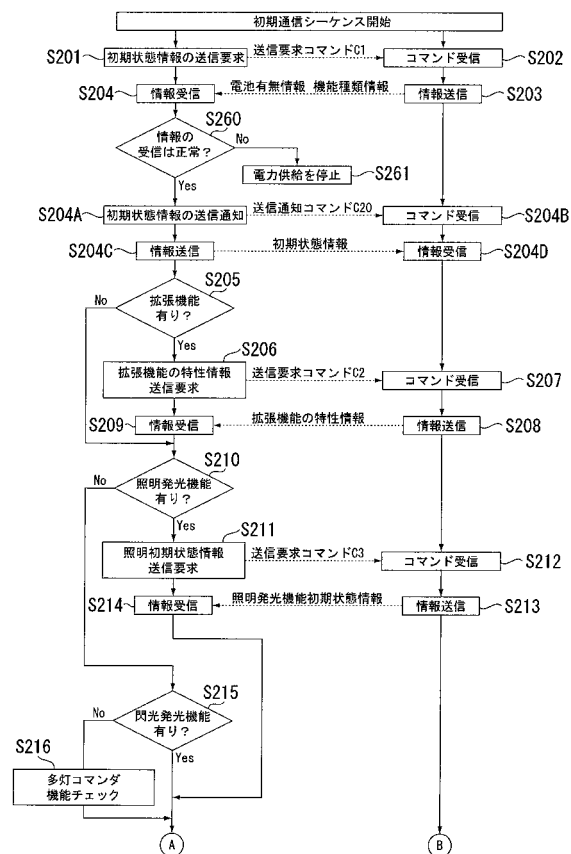 初期通信シーケンス開始
S201 初期状態情報の送信要求 送信要求コマンドC1 コマンド受信 S202
S204 情報受信 電池有無情報 機能種類情報 情報送信 S203
S260
情報の
受信は正常？
No
電力供給を停止 S261
Yes
S204A 初期状態情報の送信通知 送信通知コマンドC20 コマンド受信 S204B
S204C 情報送信 初期状態情報 情報受信 S204D
S205
No
拡張機能
有り？
Yes
S206
拡張機能の特性情報
送信要求
送信要求コマンドC2 コマンド受信 S207
S209 情報受信 拡張機能の特性情報 情報送信 S208
S210
No
照明発光機能
有り？
Yes
S211
照明初期状態情報
送信要求
送信要求コマンドC3 コマンド受信 S212
S214 情報受信 照明発光機能初期状態情報 情報送信 S213
S215
No
閃光発光機能
有り？
Yes
S216
多灯コマンダ
機能チェック
A B